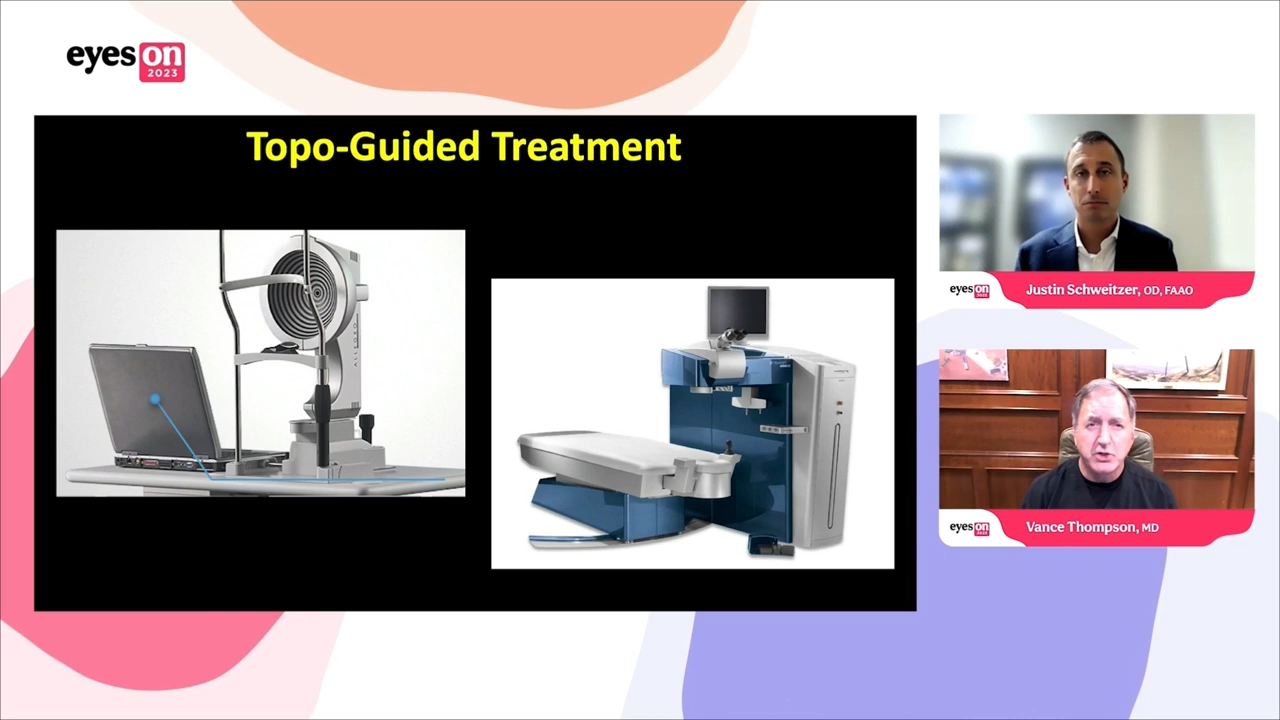 eyes on
2023
Topo-Guided Treatment
eyes on
Justin Schweitzer, OD, FAAO
eyes on
Vance Thompson, MD